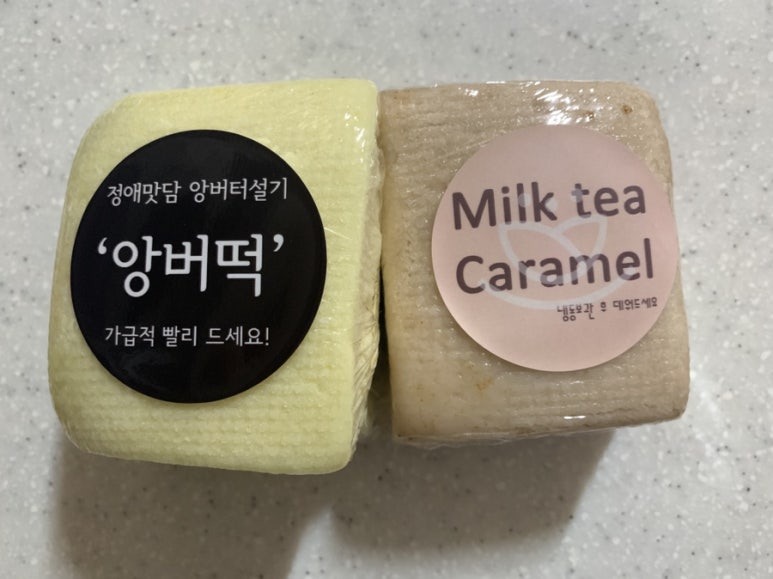 정애맛담 앙버터설기
‘앙버떡’
가급적 빨리 드세요!
Milk tea
Caramel
냉동보관 후 데워드세요